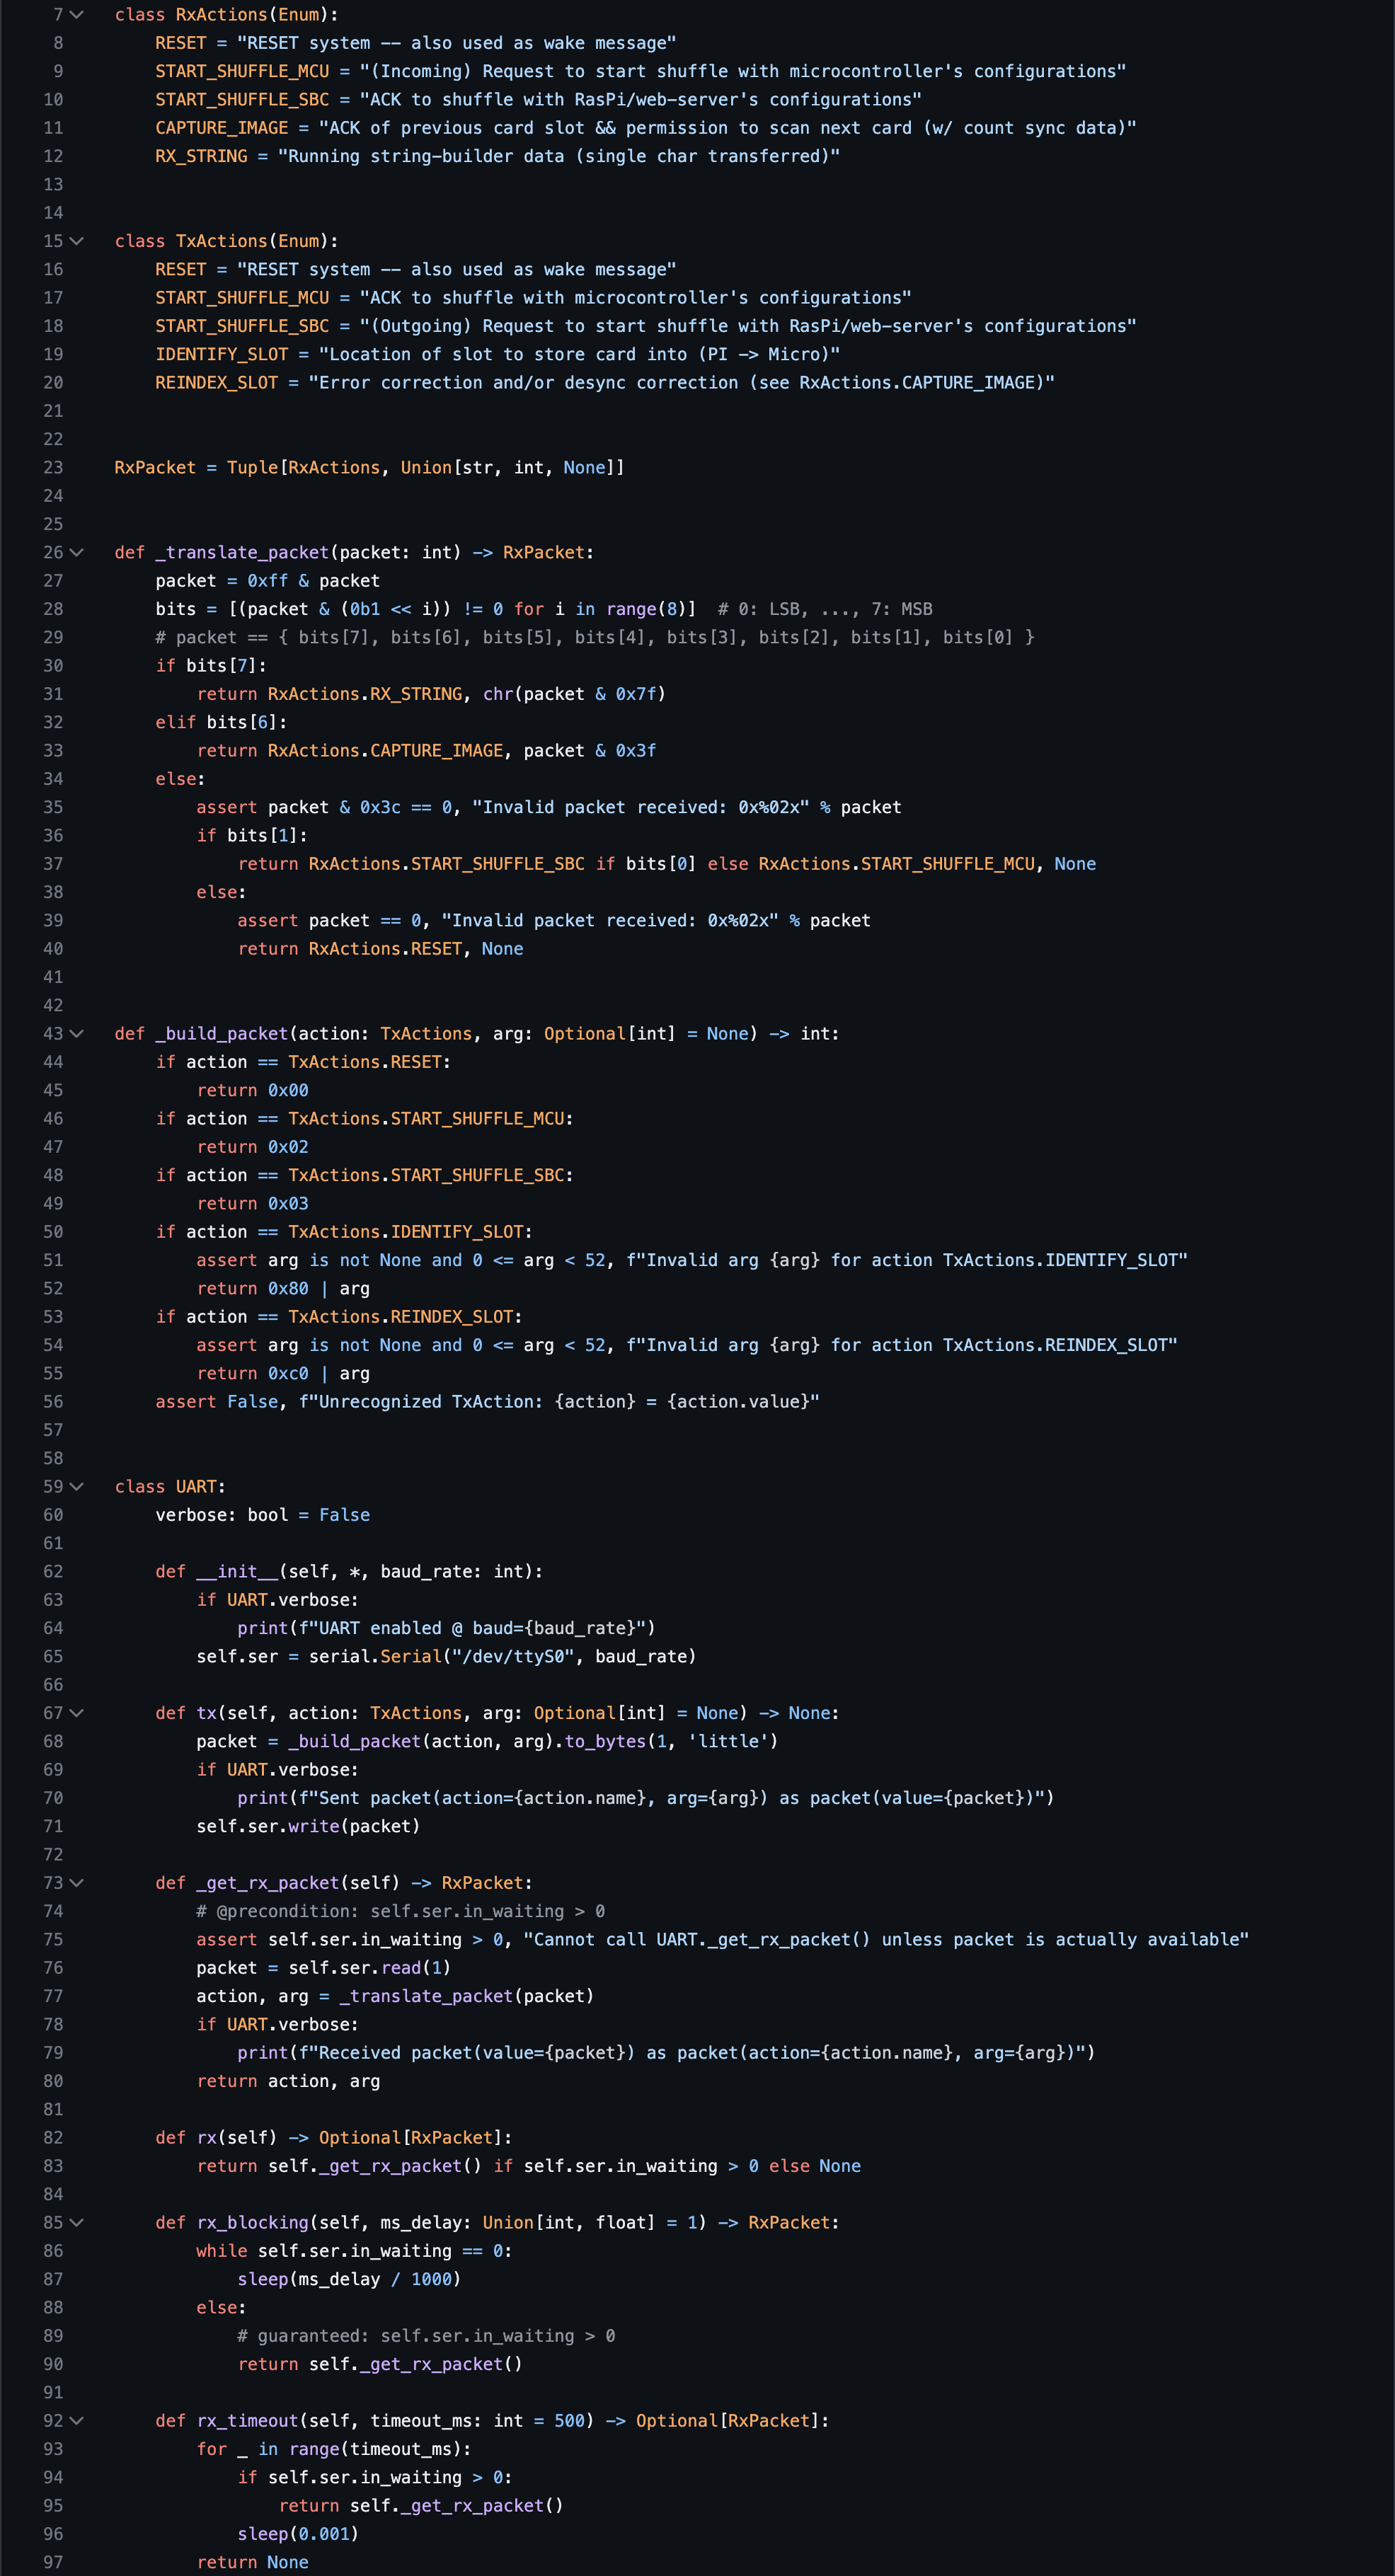 7 class RxActions(Enum):
8     RESET = "RESET system -- also used as wake message"
9     START_SHUFFLE_MCU = "(Incoming) Request to start shuffle with microcontroller's configurations"
10     START_SHUFFLE_SBC = "ACK to shuffle with RasPi/web-server's configurations"
11     CAPTURE_IMAGE = "ACK of previous card slot && permission to scan next card (w/ count sync data)"
12     RX_STRING = "Running string-builder data (single char transferred)"
13
14
15 class TxActions(Enum):
16     RESET = "RESET system -- also used as wake message"
17     START_SHUFFLE_MCU = "ACK to shuffle with microcontroller's configurations"
18     START_SHUFFLE_SBC = "(Outgoing) Request to start shuffle with RasPi/web-server's configurations"
19     IDENTIFY_SLOT = "Location of slot to store card into (PI -> Micro)"
20     REINDEX_SLOT = "Error correction and/or desync correction (see RxActions.CAPTURE_IMAGE)"
21
22
23 RxPacket = Tuple[RxActions, Union[str, int, None]]
24
25
26 def _translate_packet(packet: int) -> RxPacket:
27     packet = 0xff & packet
28     bits = [(packet & (0b1 << i)) != 0 for i in range(8)]  # 0: LSB, ..., 7: MSB
29     # packet == { bits[7], bits[6], bits[5], bits[4], bits[3], bits[2], bits[1], bits[0] }
30     if bits[7]:
31         return RxActions.RX_STRING, chr(packet & 0x7f)
32     elif bits[6]:
33         return RxActions.CAPTURE_IMAGE, packet & 0x3f
34     else:
35         assert packet & 0x3c == 0, "Invalid packet received: 0x%02x" % packet
36         if bits[1]:
37             return RxActions.START_SHUFFLE_SBC if bits[0] else RxActions.START_SHUFFLE_MCU, None
38         else:
39             assert packet == 0, "Invalid packet received: 0x%02x" % packet
40             return RxActions.RESET, None
41
42
43 def _build_packet(action: TxActions, arg: Optional[int] = None) -> int:
44     if action == TxActions.RESET:
45         return 0x00
46     if action == TxActions.START_SHUFFLE_MCU:
47         return 0x02
48     if action == TxActions.START_SHUFFLE_SBC:
49         return 0x03
50     if action == TxActions.IDENTIFY_SLOT:
51         assert arg is not None and 0 <= arg < 52, f"Invalid arg {arg} for action TxActions.IDENTIFY_SLOT"
52         return 0x80 | arg
53     if action == TxActions.REINDEX_SLOT:
54         assert arg is not None and 0 <= arg < 52, f"Invalid arg {arg} for action TxActions.REINDEX_SLOT"
55         return 0xc0 | arg
56     assert False, f"Unrecognized TxAction: {action} = {action.value}"
57
58
59 class UART:
60     verbose: bool = False
61
62     def __init__(self, *, baud_rate: int):
63         if UART.verbose:
64             print(f"UART enabled @ baud={baud_rate}")
65         self.ser = serial.Serial("/dev/ttyS0", baud_rate)
66
67     def tx(self, action: TxActions, arg: Optional[int] = None) -> None:
68         packet = _build_packet(action, arg).to_bytes(1, 'little')
69         if UART.verbose:
70             print(f"Sent packet(action={action.name}, arg={arg}) as packet(value={packet})")
71         self.ser.write(packet)
72
73     def _get_rx_packet(self) -> RxPacket:
74         # @precondition: self.ser.in_waiting > 0
75         assert self.ser.in_waiting > 0, "Cannot call UART._get_rx_packet() unless packet is actually available"
76         packet = self.ser.read(1)
77         action, arg = _translate_packet(packet)
78         if UART.verbose:
79             print(f"Received packet(value={packet}) as packet(action={action.name}, arg={arg})")
80         return action, arg
81
82     def rx(self) -> Optional[RxPacket]:
83         return self._get_rx_packet() if self.ser.in_waiting > 0 else None
84
85     def rx_blocking(self, ms_delay: Union[int, float] = 1) -> RxPacket:
86         while self.ser.in_waiting == 0:
87             sleep(ms_delay / 1000)
88         else:
89             # guaranteed: self.ser.in_waiting > 0
90             return self._get_rx_packet()
91
92     def rx_timeout(self, timeout_ms: int = 500) -> Optional[RxPacket]:
93         for _ in range(timeout_ms):
94             if self.ser.in_waiting > 0:
95                 return self._get_rx_packet()
96             sleep(0.001)
97         return None